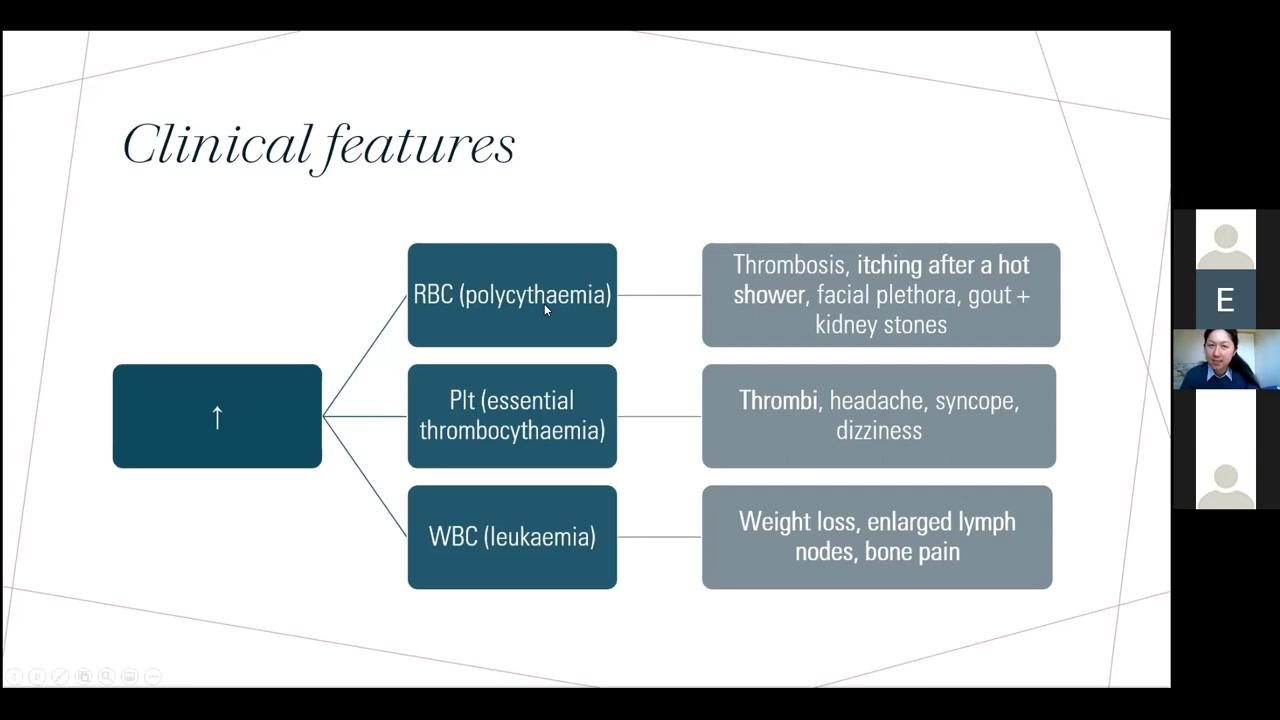 Clinical features
↑
RBC (polycythaemia)
Thrombosis, itching after a hot
shower, facial plethora, gout +
kidney stones
Plt (essential
thrombocythaemia)
Thrombi, headache, syncope,
dizziness
WBC (leukaemia)
Weight loss, enlarged lymph
nodes, bone pain
E